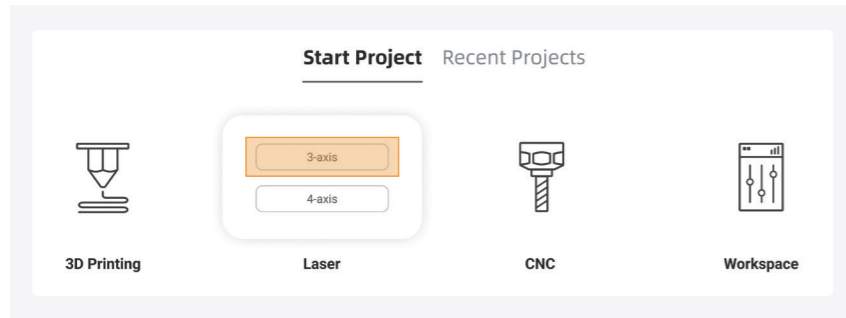 Start Project Recent Projects
3-axis
4-axis
3D Printing Laser CNC Workspace